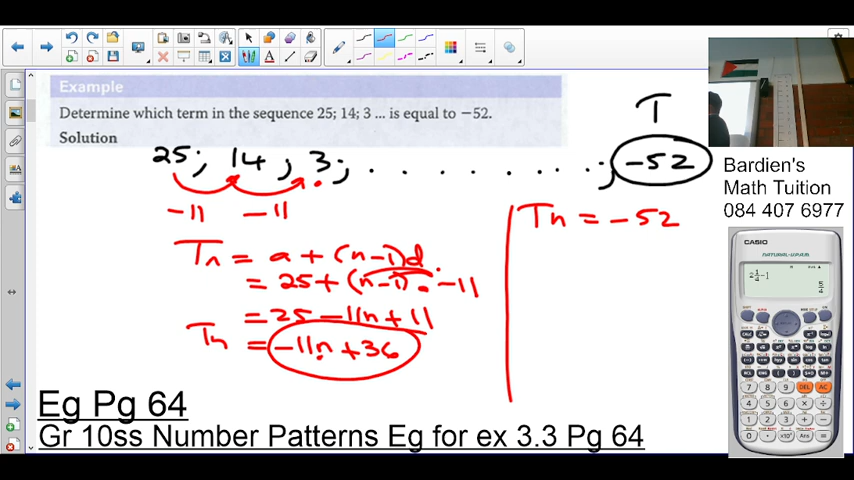 Example
Determine which term in the sequence 25; 14; 3 ... is equal to −52.
Solution
T
25; 14; 3; . . . . . . . . . ; -52
-11 -11
Tn = a + (n-1)d
= 25 + (n-1) · -11
= 25 - 11n + 11
Tn = -11n + 36
Tn = -52
Bardien's
Math Tuition
084 407 6977
CASIO
NATURAL-V.P.A.M.
Eg Pg 64
Gr 10ss Number Patterns Eg for ex 3.3 Pg 64